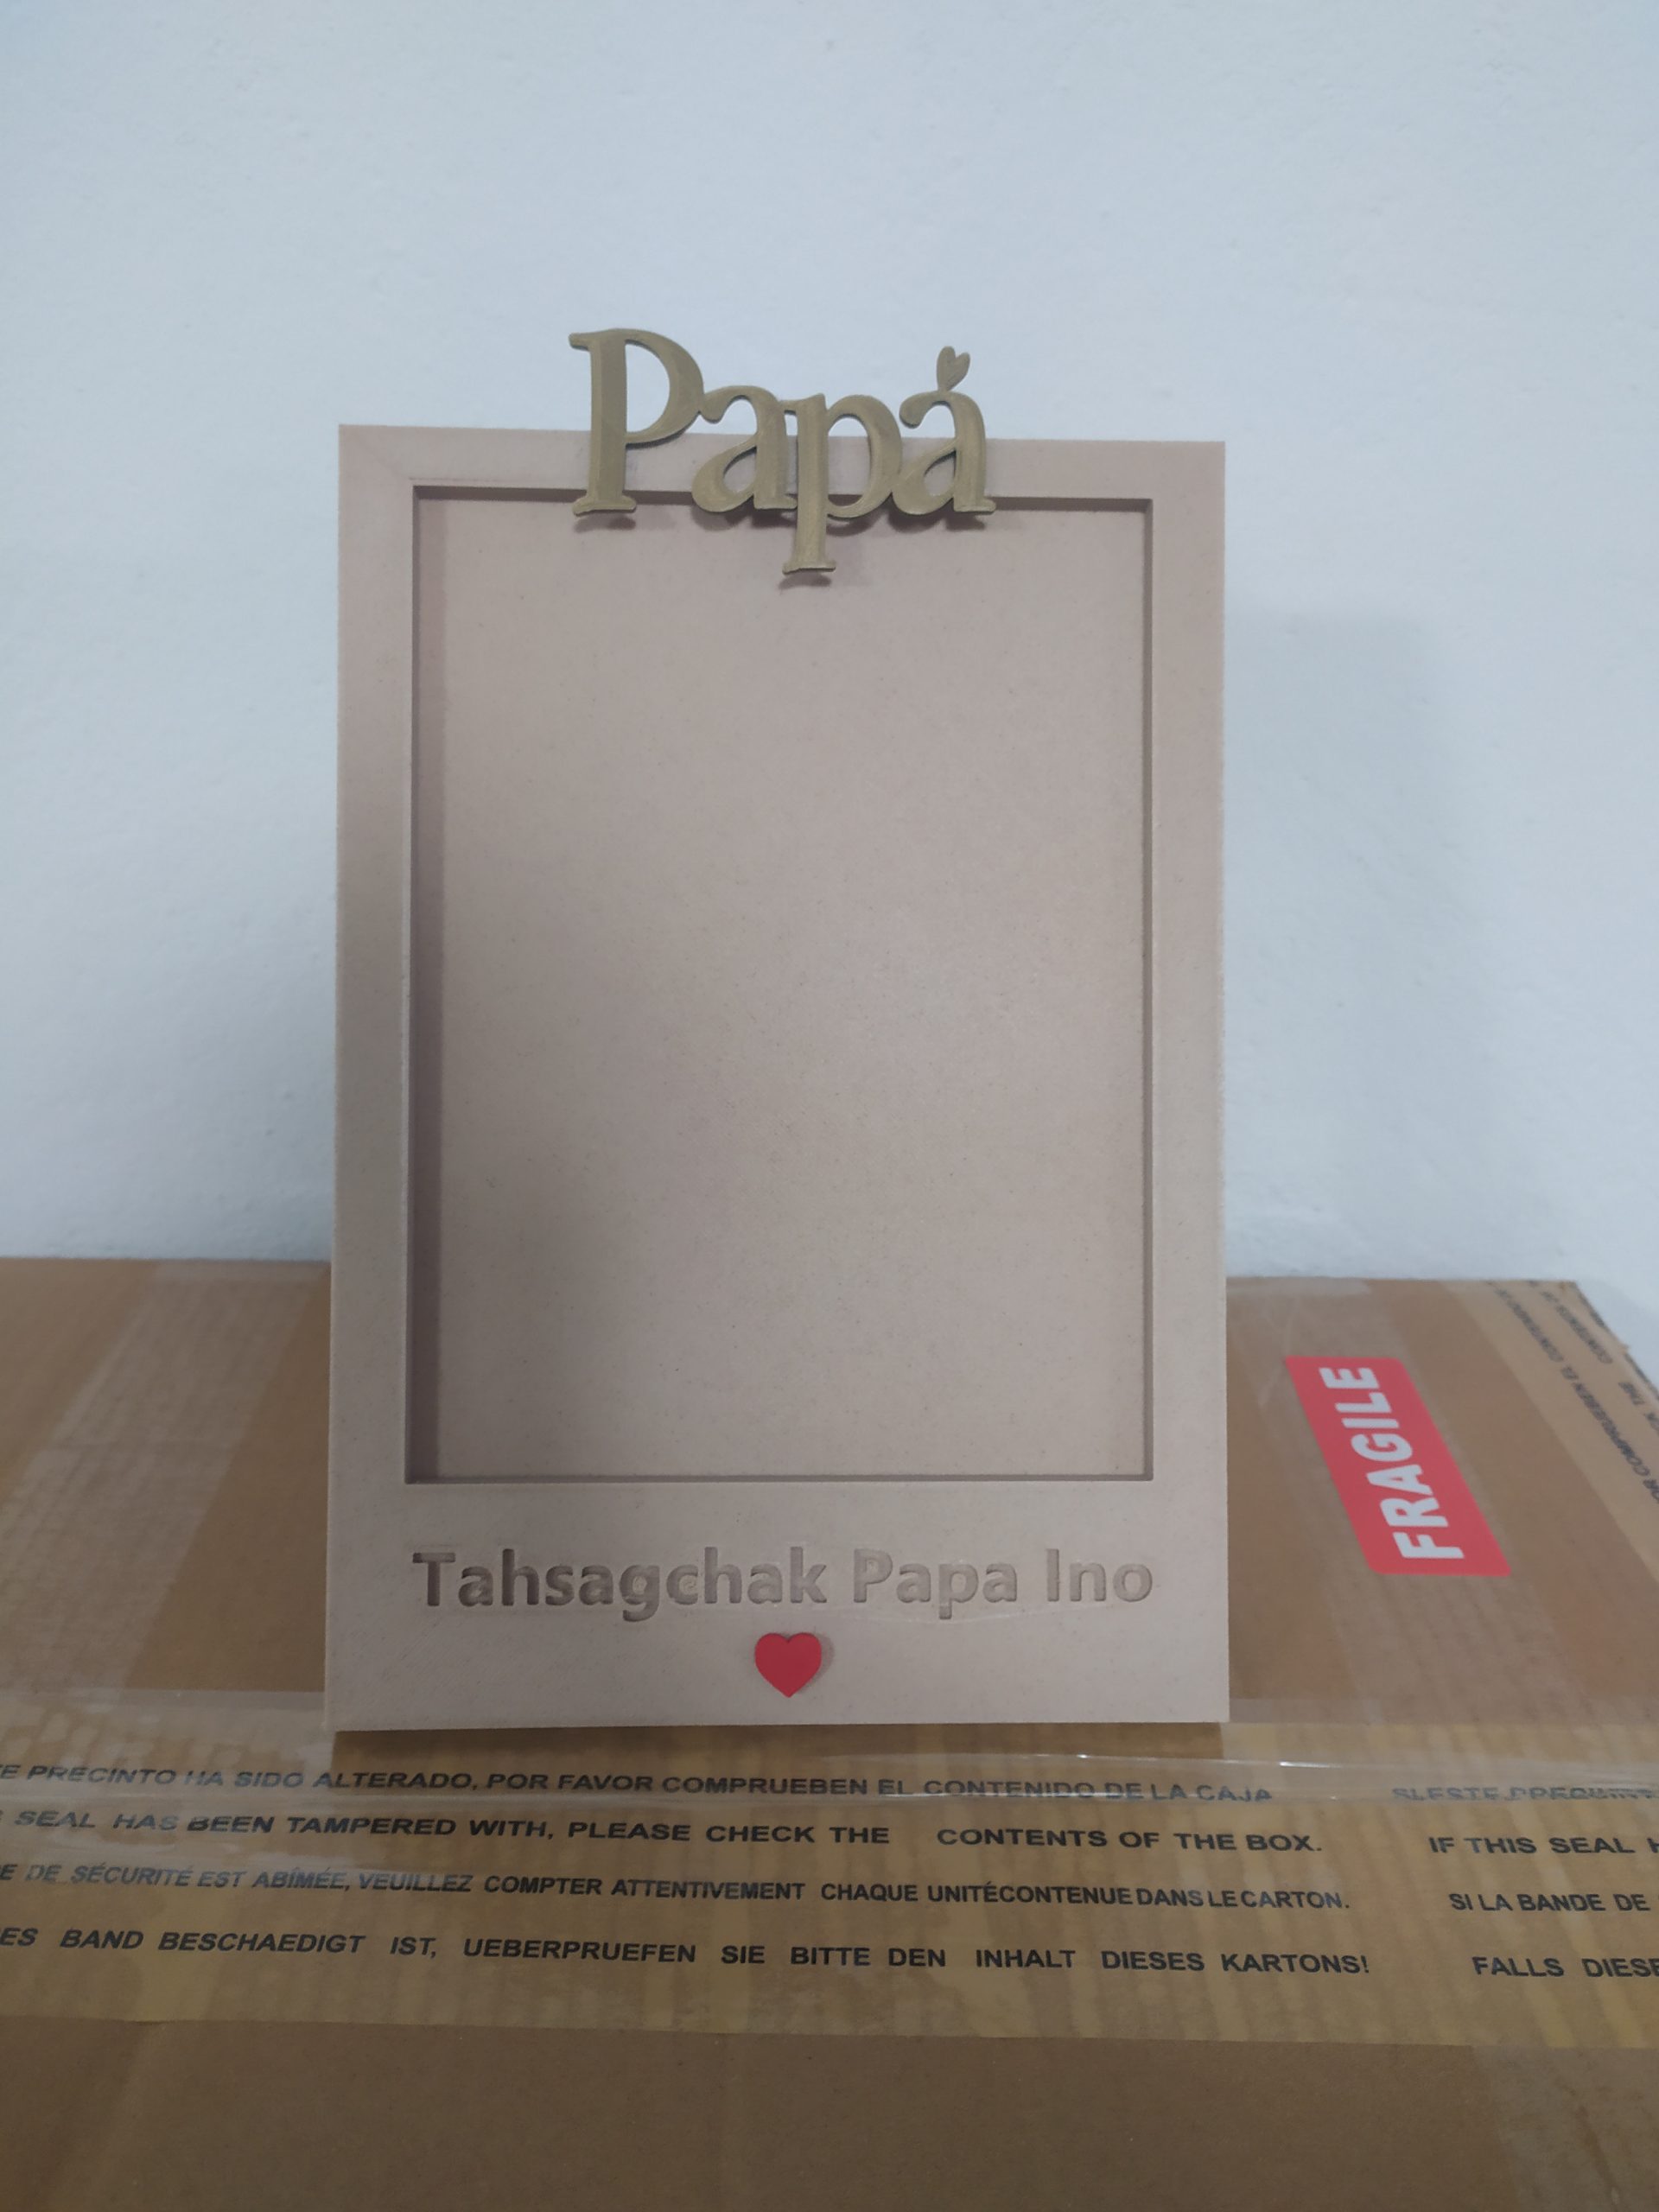 Papá
Tahsagchak Papa Ino
FRAGILE
PRECINTO HA SIDO ALTERADO, POR FAVOR COMPRUEBEN EL CONTENIDO DE LA CAJA
SEAL HAS BEEN TAMPERED WITH, PLEASE CHECK THE CONTENTS OF THE BOX. IF THIS SEAL
DE SÉCURITÉ EST ABÎMÉE, VEUILLEZ COMPTER ATTENTIVEMENT CHAQUE UNITÉ CONTENUE DANS LE CARTON. SI LA BANDE DE
BAND BESCHAEDIGT IST, UEBERPRUEFEN SIE BITTE DEN INHALT DIESES KARTONS! FALLS